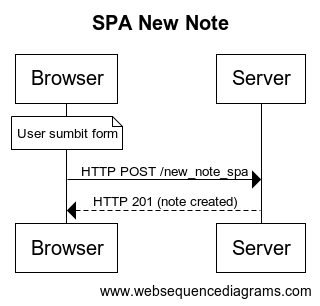 SPA New Note
Browser
Server
User sumbit form
HTTP POST /new_note_spa
HTTP 201 (note created)
Browser
Server
www.websequencediagrams.com